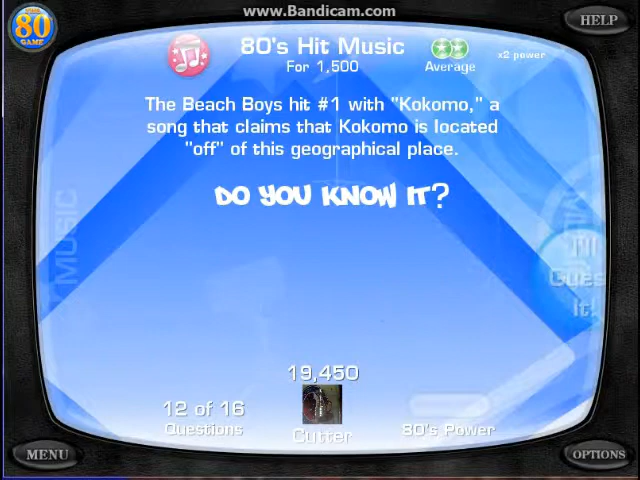 www.Bandicam.com
THE
80
GAME
HELP
80's Hit Music
For 1,500
Average
x2 power
The Beach Boys hit #1 with "Kokomo," a
song that claims that Kokomo is located
"off" of this geographical place.
DO YOU KNOW IT?
MUSIC
I'll
Guess
It!
19,450
12 of 16
Questions
Cutter
80's Power
MENU
OPTIONS